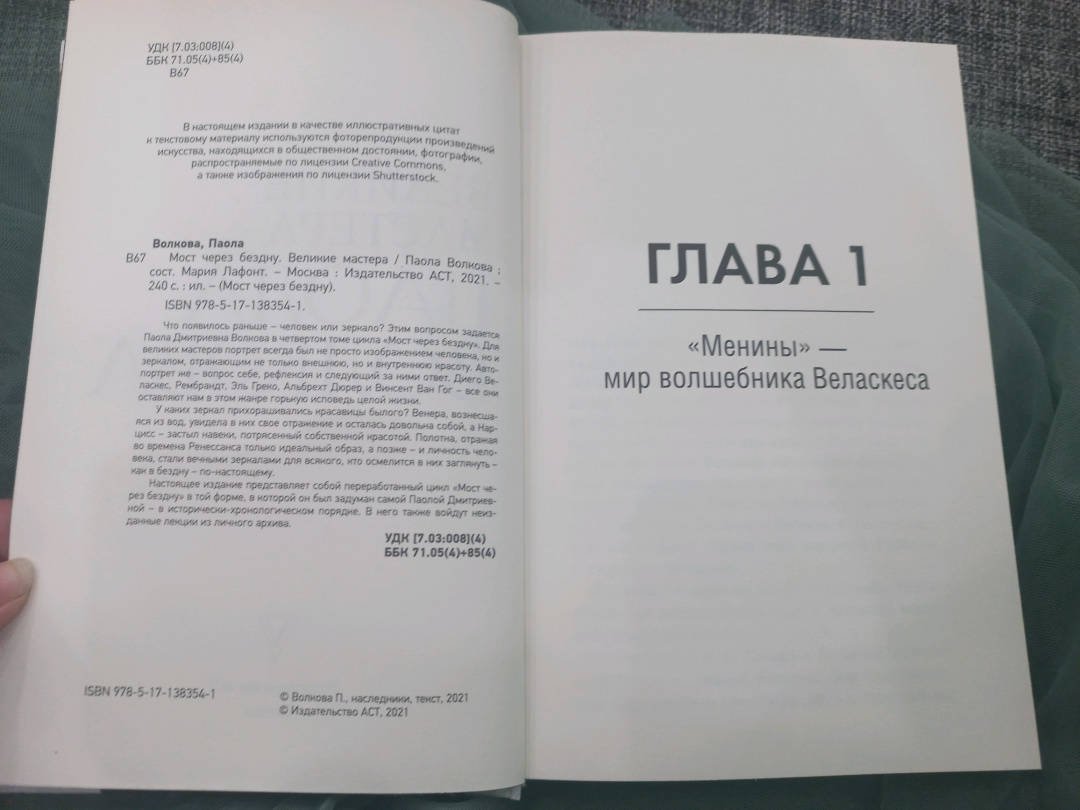 УДК [7.03:008](4)
ББК 71.05(4)+85(4)
В67
В настоящем издании в качестве иллюстративных цитат
к текстовому материалу используются фоторепродукции произведений
искусства, находящихся в общественном достоянии, фотографии,
распространяемые по лицензии Creative Commons,
а также изображения по лицензии Shutterstock.
Волкова, Паола
В67 Мост через бездну. Великие мастера / Паола Волкова ;
сост. Мария Лафонт. – Москва : Издательство АСТ, 2021. –
240 с. : ил. – (Мост через бездну).
ISBN 978-5-17-138354-1.
Что появилось раньше – человек или зеркало? Этим вопросом задается
Паола Дмитриевна Волкова в четвертом томе цикла «Мост через бездну». Для
великих мастеров портрет всегда был не просто изображением человека, но и
зеркалом, отражающим не только внешнюю, но и внутреннюю красоту. Авто-
портрет же – вопрос себе, рефлексия и следующий за ними ответ. Диего Ве-
ласкес, Рембрандт, Эль Греко, Альбрехт Дюрер и Винсент Ван Гог – все они
оставляют нам в этом жанре горькую исповедь целой жизни.
У каких зеркал прихорашивались красавицы былого? Венера, вознесша-
яся из вод, увидела в них свое отражение и осталась довольна собой, а Нар-
цисс – застыл навеки, потрясенный собственной красотой. Полотна, отражая
во времена Ренессанса только идеальный образ, а позже – и личность чело-
века, стали вечными зеркалами для всякого, кто осмелится в них заглянуть –
как в бездну – по-настоящему.
Настоящее издание представляет собой переработанный цикл «Мост че-
рез бездну» в той форме, в которой он был задуман самой Паолой Дмитриев-
ной – в исторически-хронологическом порядке. В него также войдут неиз-
данные лекции из личного архива.
УДК [7.03:008](4)
ББК 71.05(4)+85(4)
ISBN 978-5-17-138354-1
© Волкова П., наследники, текст, 2021
© Издательство АСТ, 2021
ГЛАВА 1
«Менины» —
мир волшебника Веласкеса